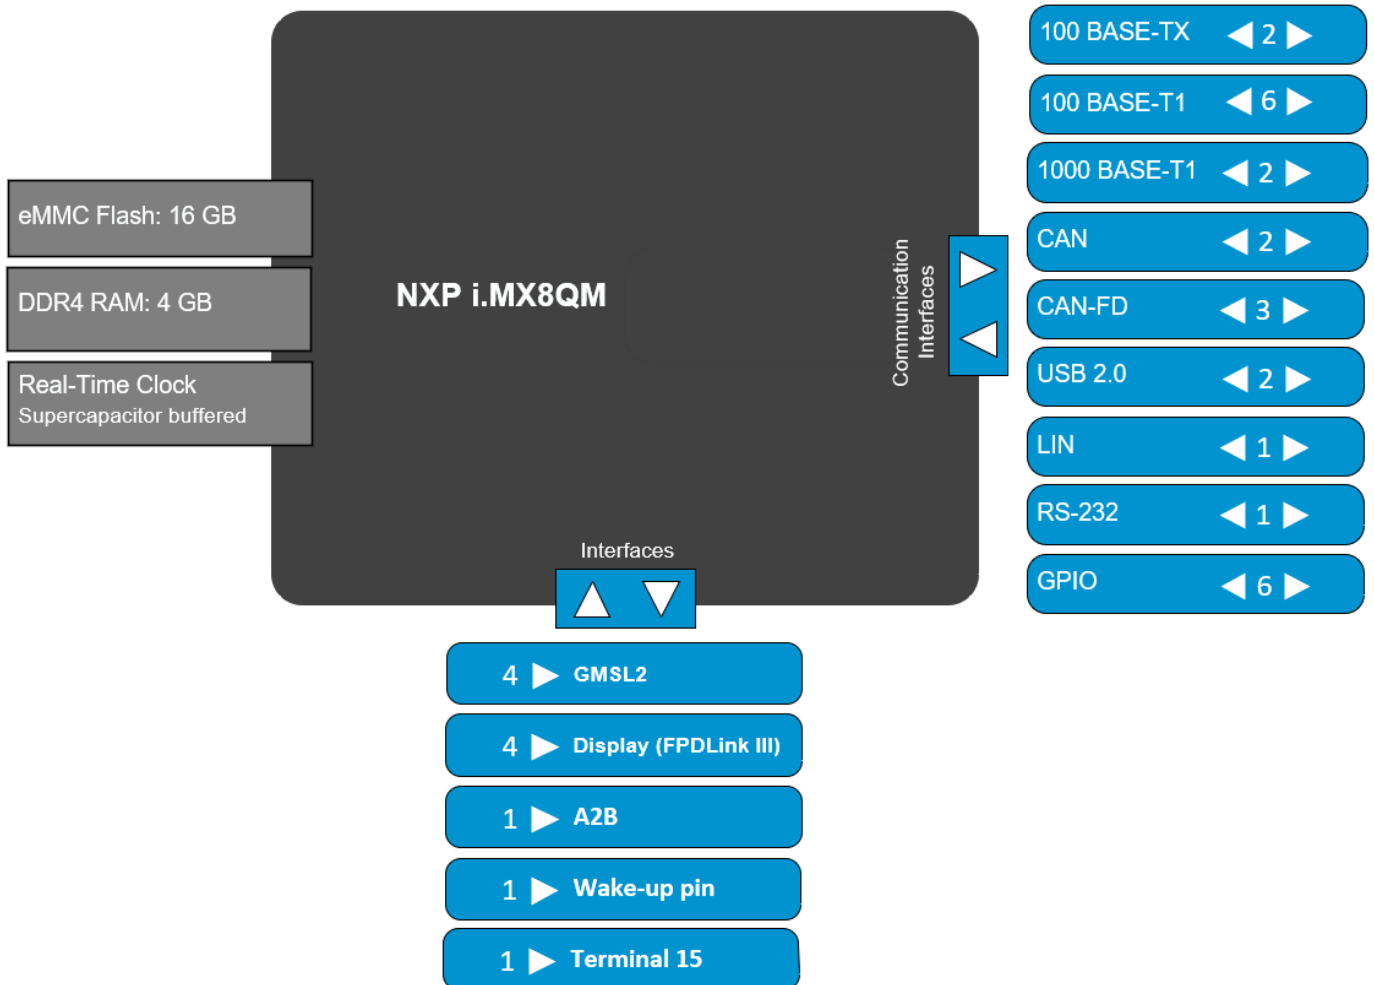 eMMC Flash: 16 GB
DDR4 RAM: 4 GB
Real-Time Clock
Supercapacitor buffered
NXP i.MX8QM
Communication
Interfaces
100 BASE-TX 2
100 BASE-T1 6
1000 BASE-T1 2
CAN 2
CAN-FD 3
USB 2.0 2
LIN 1
RS-232 1
GPIO 6
Interfaces
4 GMSL2
4 Display (FPDLink III)
1 A2B
1 Wake-up pin
1 Terminal 15